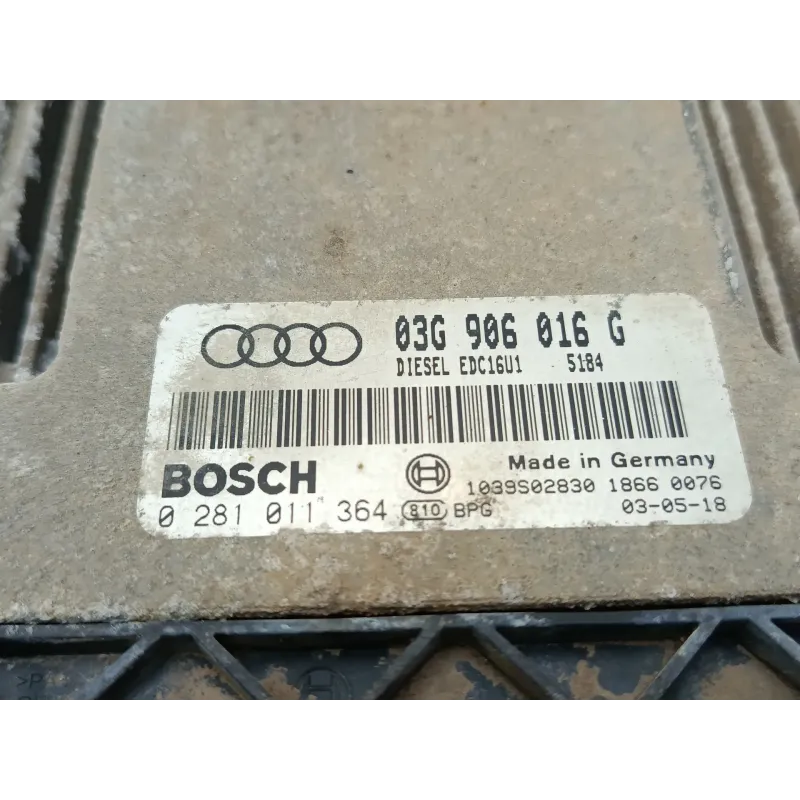 03G 906 016 G
DIESEL EDC16U1 5184
BOSCH
Made in Germany
1039S02830 1866 0076
0 281 011 364 810 BPG 03-05-18
>P